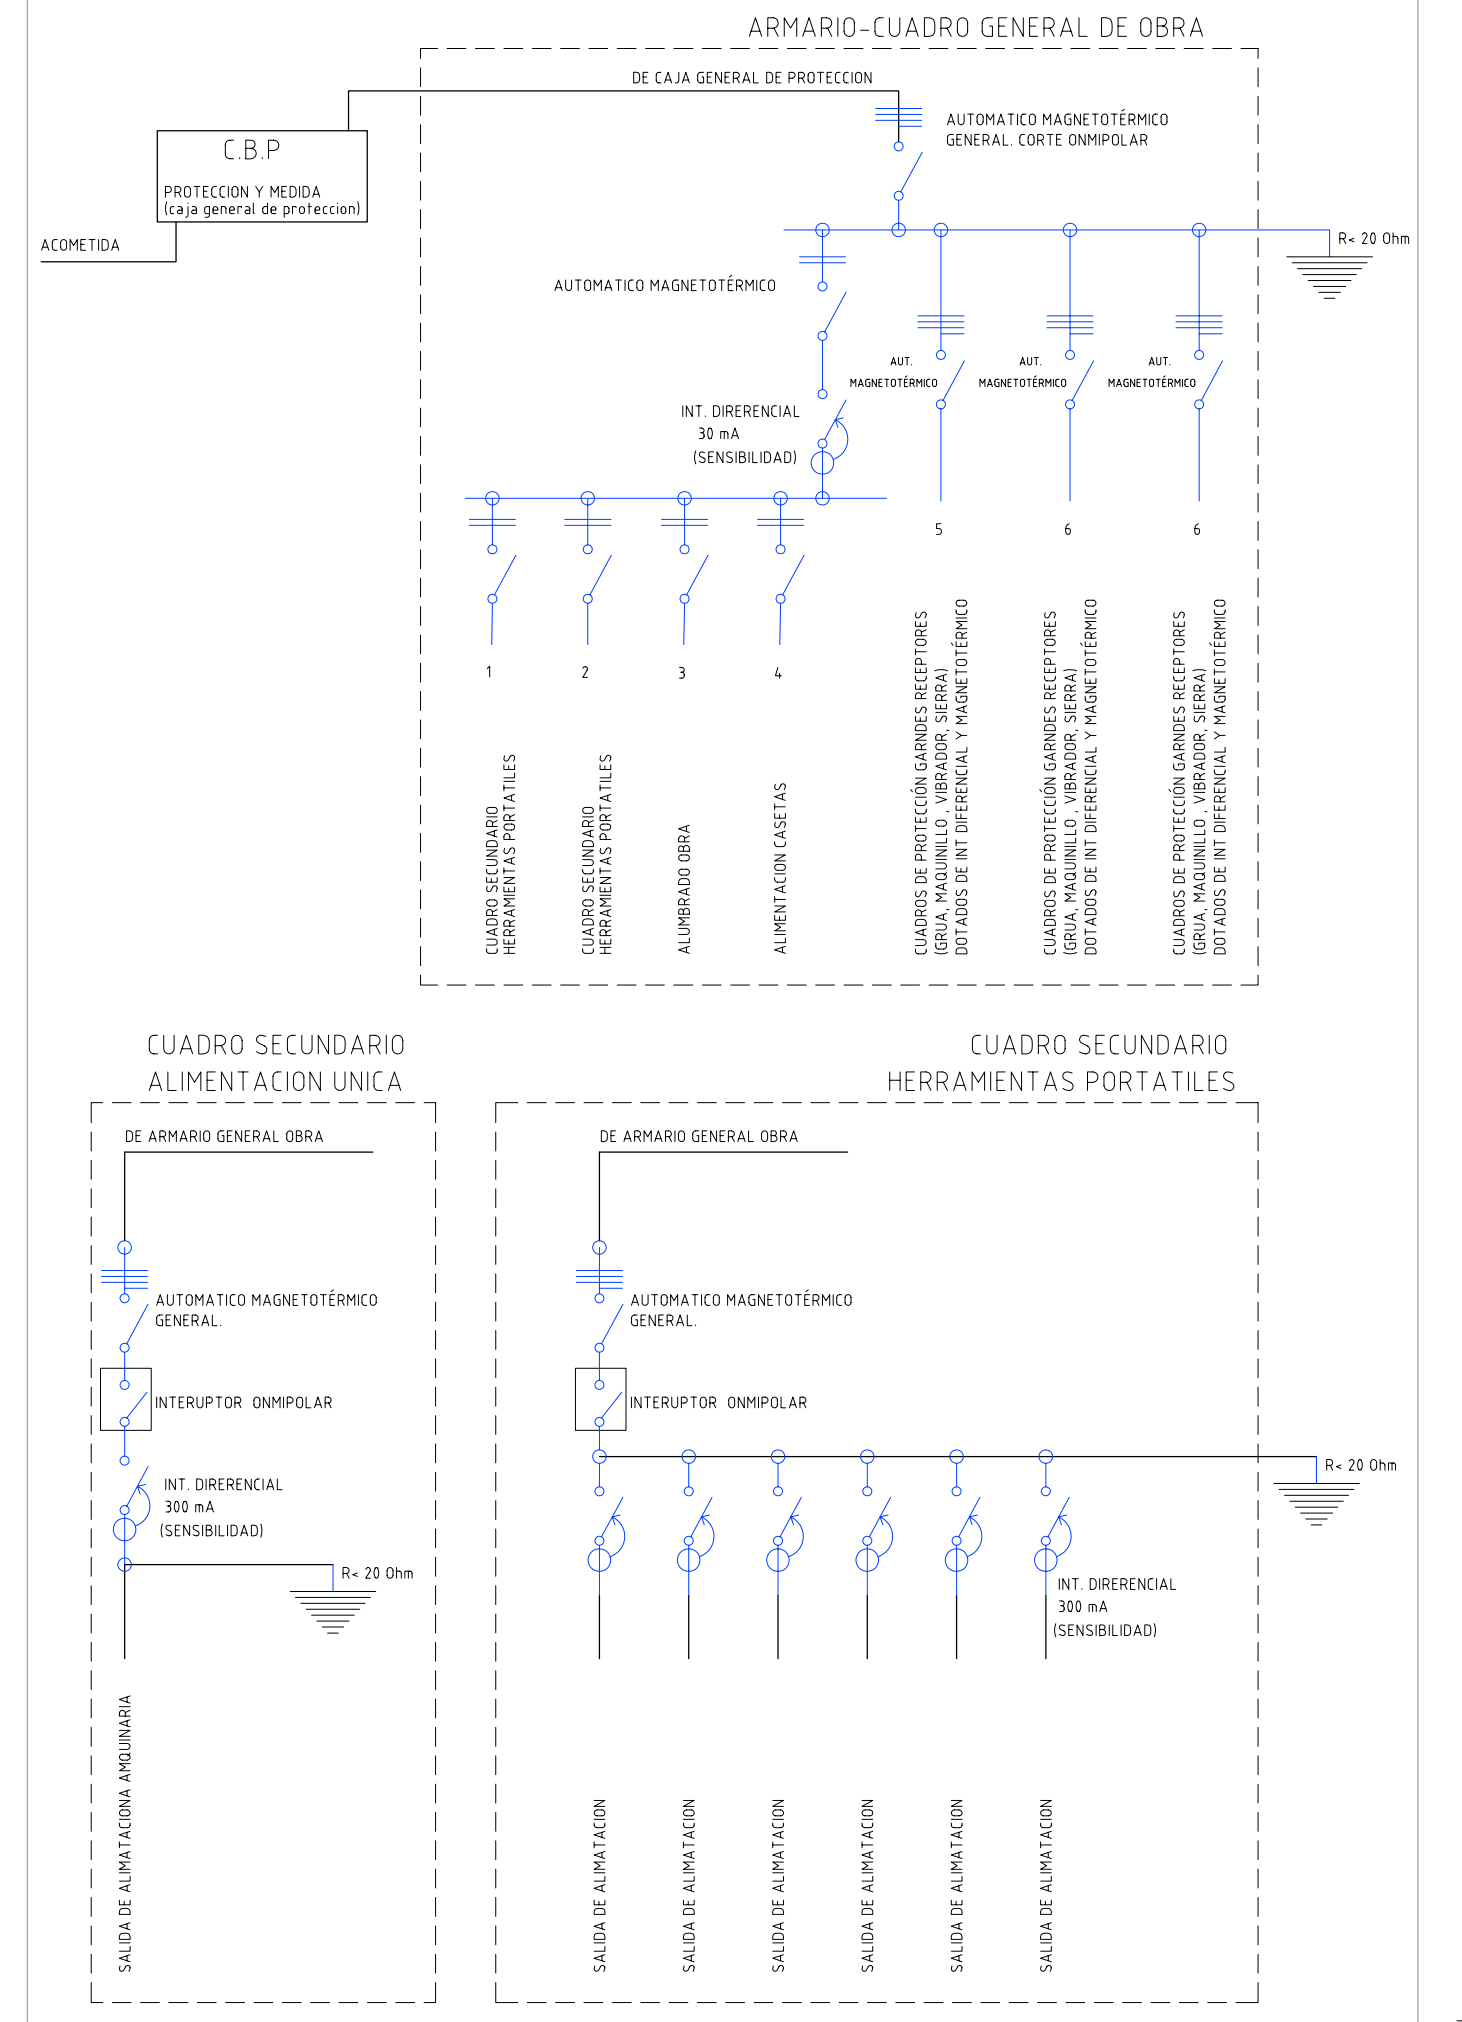 ARMARIO-CUADRO GENERAL DE OBRA
DE CAJA GENERAL DE PROTECCION
AUTOMATICO MAGNETOTÉRMICO
GENERAL. CORTE ONMIPOLAR
C.B.P
PROTECCION Y MEDIDA
(caja general de proteccion)
ACOMETIDA
R< 20 Ohm
AUTOMATICO MAGNETOTÉRMICO
AUT.
MAGNETOTÉRMICO
AUT.
MAGNETOTÉRMICO
AUT.
MAGNETOTÉRMICO
INT. DIRERENCIAL
30 mA
(SENSIBILIDAD)
5
6
6
1
2
3
4
CUADRO SECUNDARIO
HERRAMIENTAS PORTATILES
CUADRO SECUNDARIO
HERRAMIENTAS PORTATILES
ALUMBRADO OBRA
ALIMENTACION CASETAS
CUADROS DE PROTECCIÓN GARNDES RECEPTORES
(GRUA, MAQUINILLO , VIBRADOR, SIERRA)
DOTADOS DE INT DIFERENCIAL Y MAGNETOTÉRMICO
CUADROS DE PROTECCIÓN GARNDES RECEPTORES
(GRUA, MAQUINILLO , VIBRADOR, SIERRA)
DOTADOS DE INT DIFERENCIAL Y MAGNETOTÉRMICO
CUADROS DE PROTECCIÓN GARNDES RECEPTORES
(GRUA, MAQUINILLO , VIBRADOR, SIERRA)
DOTADOS DE INT DIFERENCIAL Y MAGNETOTÉRMICO
CUADRO SECUNDARIO
ALIMENTACION UNICA
DE ARMARIO GENERAL OBRA
AUTOMATICO MAGNETOTÉRMICO
GENERAL.
INTERUPTOR ONMIPOLAR
INT. DIRERENCIAL
300 mA
(SENSIBILIDAD)
R< 20 Ohm
SALIDA DE ALIMATACIONA AMQUINARIA
CUADRO SECUNDARIO
HERRAMIENTAS PORTATILES
DE ARMARIO GENERAL OBRA
AUTOMATICO MAGNETOTÉRMICO
GENERAL.
INTERUPTOR ONMIPOLAR
R< 20 Ohm
INT. DIRERENCIAL
300 mA
(SENSIBILIDAD)
SALIDA DE ALIMATACION
SALIDA DE ALIMATACION
SALIDA DE ALIMATACION
SALIDA DE ALIMATACION
SALIDA DE ALIMATACION
SALIDA DE ALIMATACION